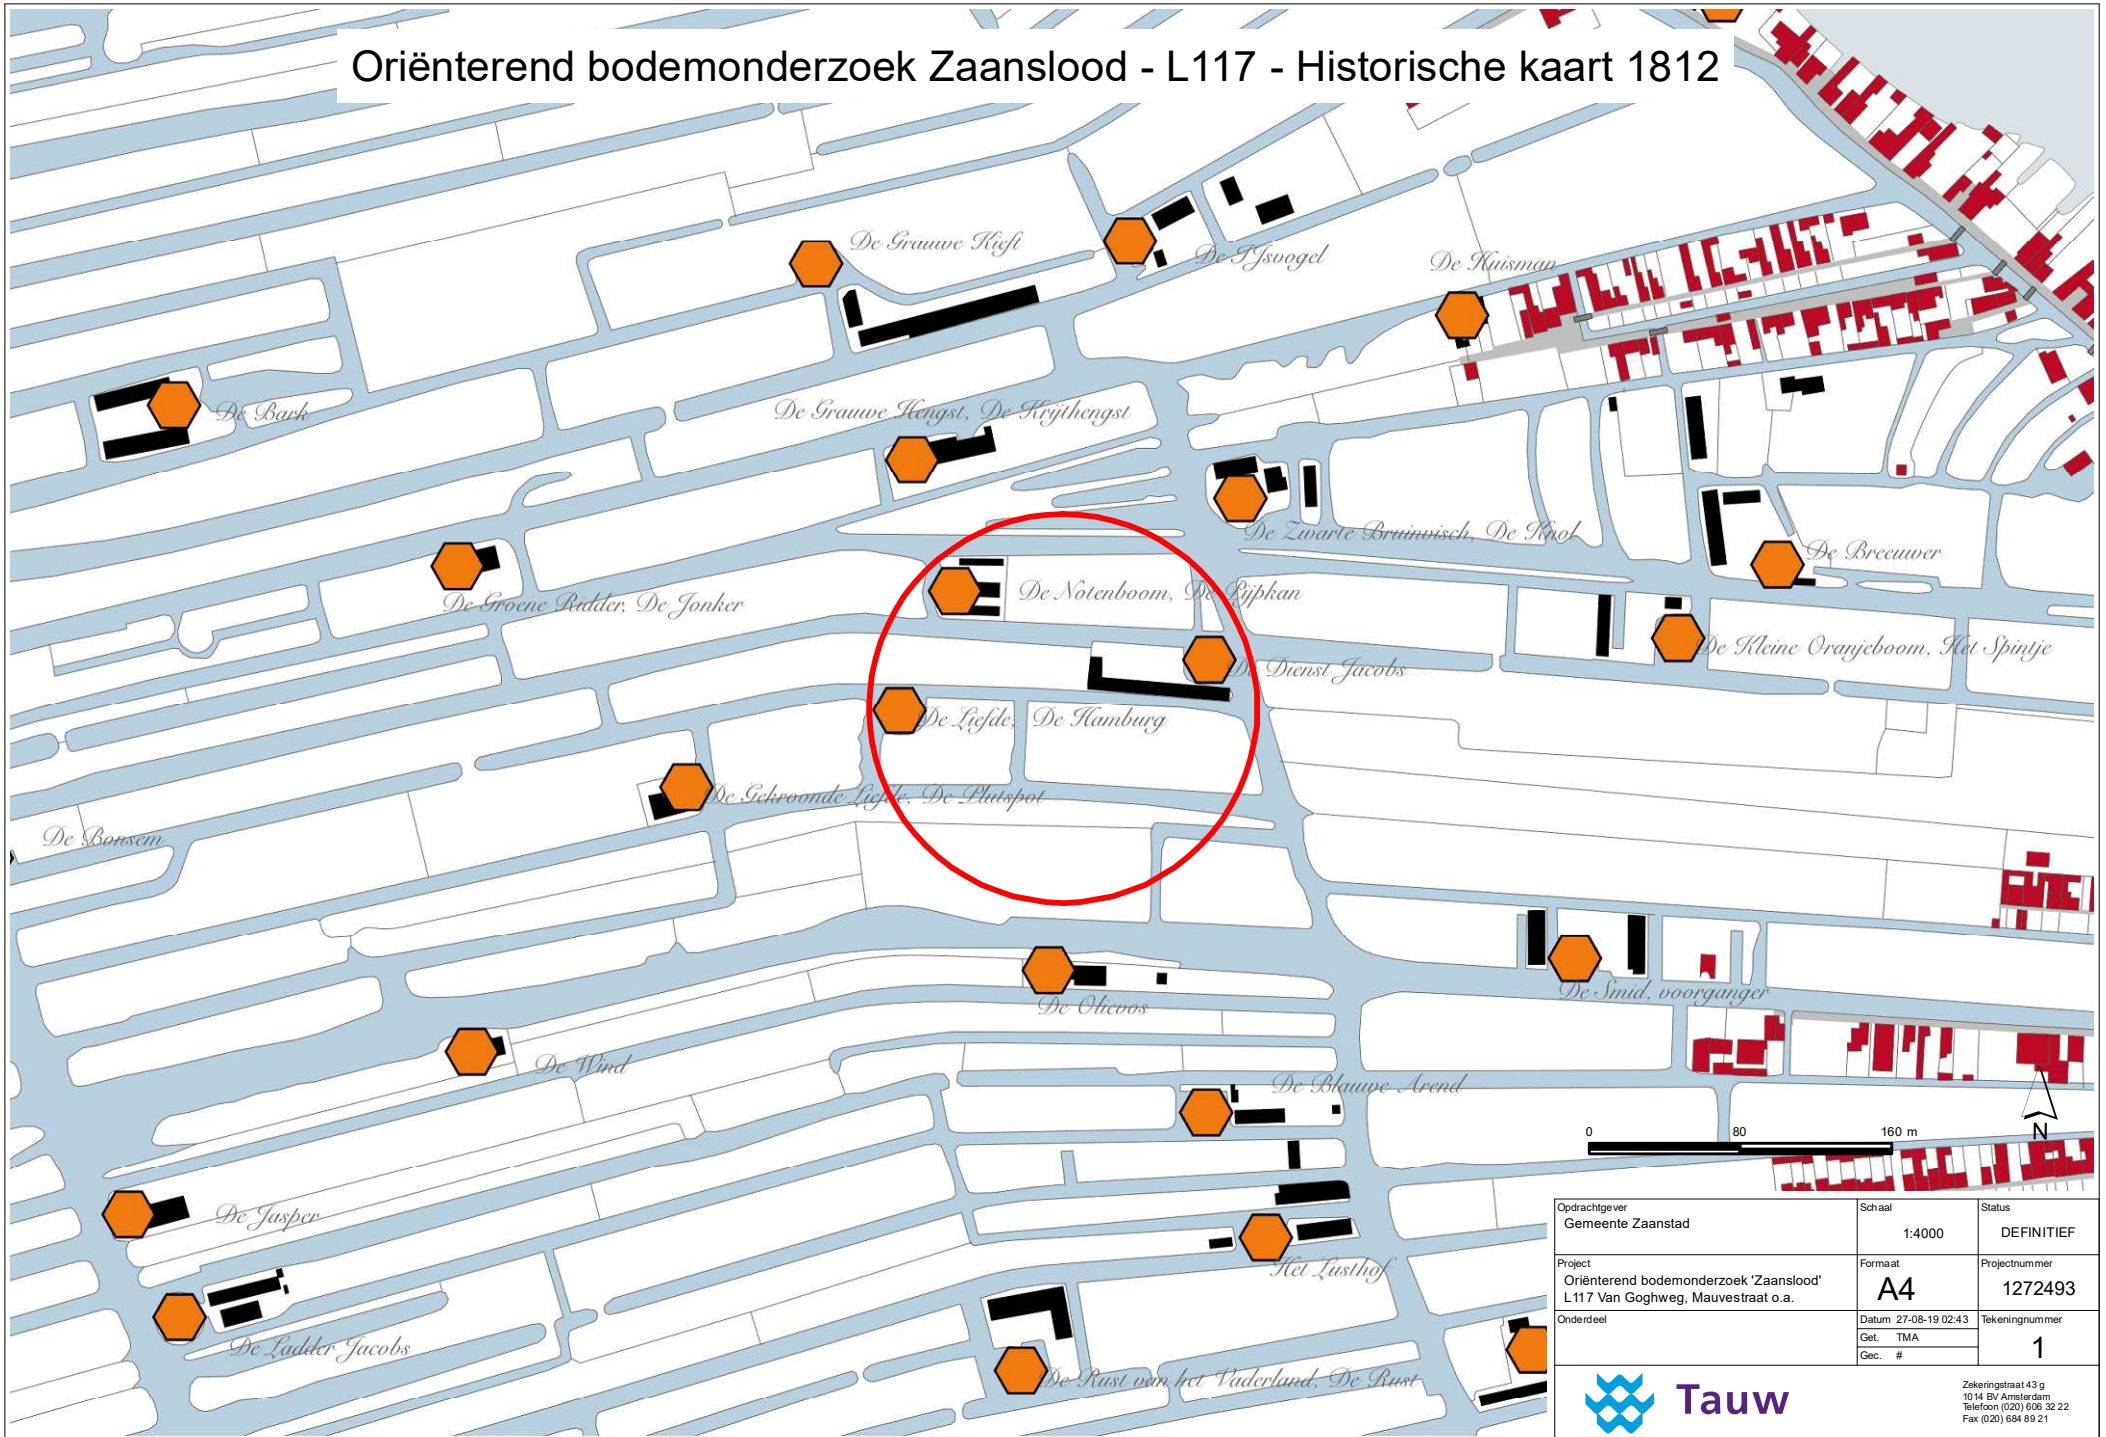 Oriënterend bodemonderzoek Zaanslood - L117 - Historische kaart 1812
De Grauwe Kieft
De IJsvogel
De Huisman
De Bark
De Grauwe Hengst, De Krijthengst
De Zwarte Bruinvisch, De Knol
De Breeuwer
De Groene Ridder, De Jonker
De Notenboom, De Pijpkan
De Kleine Oranjeboom, Het Spintje
De Dienst Jacobs
De Liefde, De Hamburg
De Gekroonde Liefde, De Plutspot
De Bonsem
De Smid, voorganger
De Olievos
De Wind
De Blauwe Arend
0 80 160 m
N
De Jasper
Het Lusthof
De Ladder Jacobs
De Rust van het Vaderland, De Rust
Opdrachtgever
Gemeente Zaanstad
Schaal
1:4000
Status
DEFINITIEF
Project
Oriënterend bodemonderzoek 'Zaanslood'
L117 Van Goghweg, Mauvestraat o.a.
Formaat
A4
Projectnummer
1272493
Onderdeel
Datum 27-08-19 02:43
Get. TMA
Gec. #
Tekeningnummer
1
Tauw
Zekeringstraat 43 g
1014 BV Amsterdam
Telefoon (020) 606 32 22
Fax (020) 684 89 21